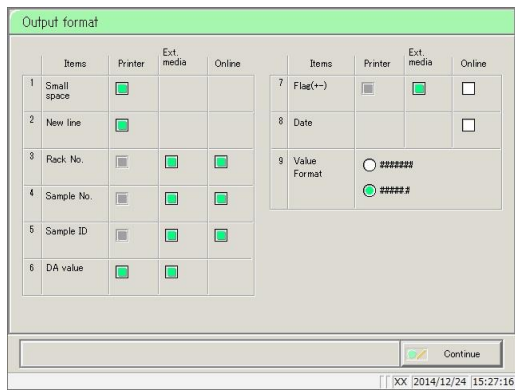 Output format
Items Printer Ext. media Online
1 Small space
2 New line
3 Rack No.
4 Sample No.
5 Sample ID
6 DA value
Items Printer Ext. media Online
7 Flag(+-)
8 Date
9 Value Format
#######
#####.#
Continue
XX 2014/12/24 15:27:16